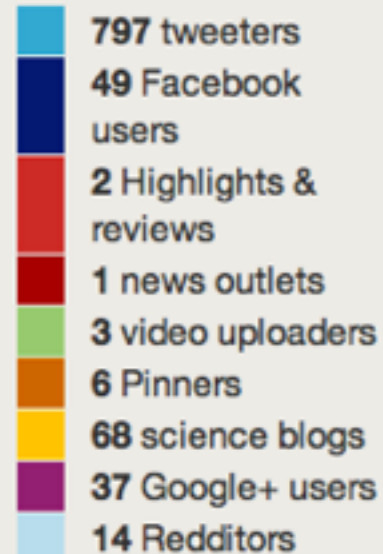 797 tweeters
49 Facebook
users
2 Highlights &
reviews
1 news outlets
3 video uploaders
6 Pinners
68 science blogs
37 Google+ users
14 Redditors